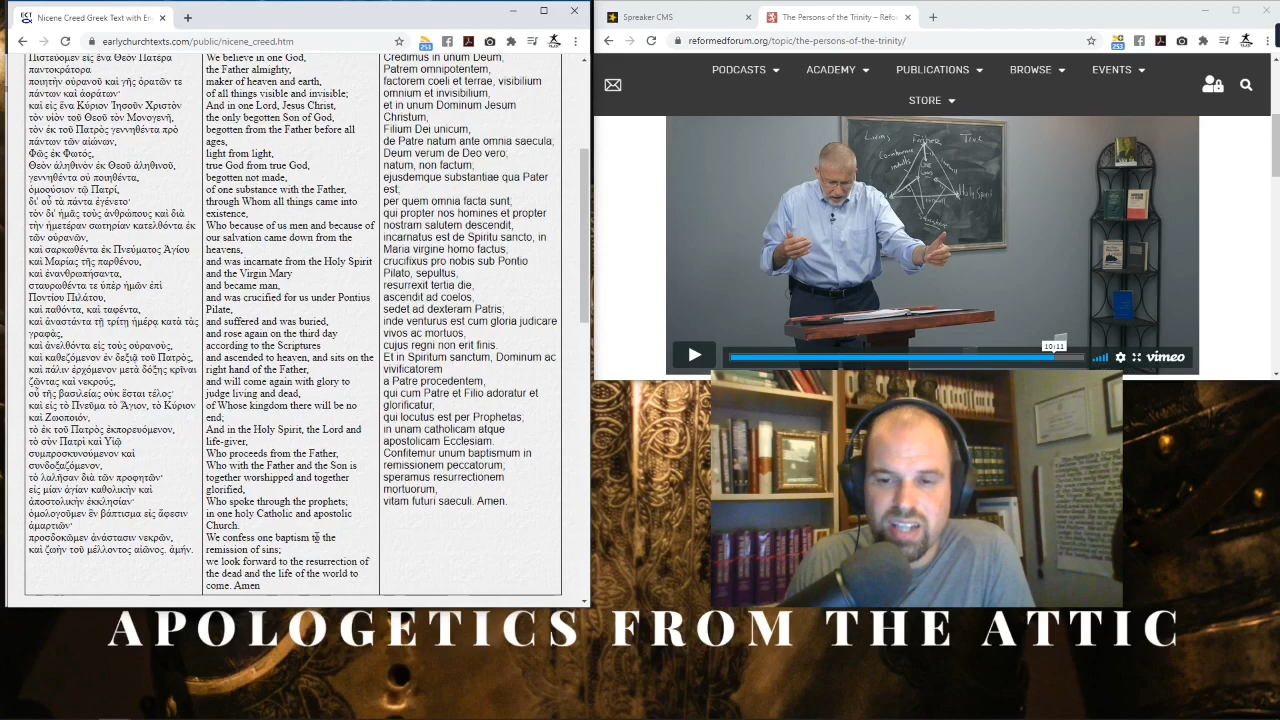 Nicene Creed Greek Text with En
earlychurchtexts.com/public/nicene_creed.htm
253
Πιστεύομεν εἰς ἕνα Θεὸν Πατέρα
παντοκράτορα
ποιητὴν οὐρανοῦ καὶ γῆς ὁρατῶν τε
πάντων καὶ ἀοράτων·
καὶ εἰς ἕνα Κύριον Ἰησοῦν Χριστὸν
τὸν υἱὸν τοῦ Θεοῦ τὸν Μονογενῆ,
τὸν ἐκ τοῦ Πατρὸς γεννηθέντα πρὸ
πάντων τῶν αἰώνων,
Φῶς ἐκ Φωτός,
Θεὸν ἀληθινὸν ἐκ Θεοῦ ἀληθινοῦ,
γεννηθέντα οὐ ποιηθέντα,
ὁμοούσιον τῷ Πατρί,
δι' οὗ τὰ πάντα ἐγένετο·
τὸν δι' ἡμᾶς τοὺς ἀνθρώπους καὶ διὰ
τὴν ἡμετέραν σωτηρίαν κατελθόντα ἐκ
τῶν οὐρανῶν,
καὶ σαρκωθέντα ἐκ Πνεύματος Ἁγίου
καὶ Μαρίας τῆς παρθένου,
καὶ ἐνανθρωπήσαντα,
σταυρωθέντα τε ὑπὲρ ἡμῶν ἐπὶ
Ποντίου Πιλάτου,
καὶ παθόντα, καὶ ταφέντα,
καὶ ἀναστάντα τῇ τρίτῃ ἡμέρᾳ κατὰ τὰς
γραφάς,
καὶ ἀνελθόντα εἰς τοὺς οὐρανούς,
καὶ καθεζόμενον ἐν δεξιᾷ τοῦ Πατρός,
καὶ πάλιν ἐρχόμενον μετὰ δόξης κρῖναι
ζῶντας καὶ νεκρούς,
οὗ τῆς βασιλείας οὐκ ἔσται τέλος·
καὶ εἰς τὸ Πνεῦμα τὸ Ἅγιον, τὸ Κύριον
καὶ Ζωοποιόν,
τὸ ἐκ τοῦ Πατρὸς ἐκπορευόμενον,
τὸ σὺν Πατρὶ καὶ Υἱῷ
συμπροσκυνούμενον καὶ
συνδοξαζόμενον,
τὸ λαλῆσαν διὰ τῶν προφητῶν·
εἰς μίαν ἁγίαν καθολικὴν καὶ
ἀποστολικὴν ἐκκλησίαν·
ὁμολογοῦμεν ἓν βάπτισμα εἰς ἄφεσιν
ἁμαρτιῶν·
προσδοκῶμεν ἀνάστασιν νεκρῶν,
καὶ ζωὴν τοῦ μέλλοντος αἰῶνος. ἀμήν.
We believe in one God,
the Father almighty,
maker of heaven and earth,
of all things visible and invisible;
And in one Lord, Jesus Christ,
the only begotten Son of God,
begotten from the Father before all
ages,
light from light,
true God from true God,
begotten not made,
of one substance with the Father,
through Whom all things came into
existence,
Who because of us men and because of
our salvation came down from the
heavens,
and was incarnate from the Holy Spirit
and the Virgin Mary
and became man,
and was crucified for us under Pontius
Pilate,
and suffered and was buried,
and rose again on the third day
according to the Scriptures
and ascended to heaven, and sits on the
right hand of the Father,
and will come again with glory to
judge living and dead,
of Whose kingdom there will be no
end;
And in the Holy Spirit, the Lord and
life-giver,
Who proceeds from the Father,
Who with the Father and the Son is
together worshipped and together
glorified,
Who spoke through the prophets;
in one holy Catholic and apostolic
Church.
We confess one baptism to the
remission of sins;
we look forward to the resurrection of
the dead and the life of the world to
come. Amen
Credimus in unum Deum,
Patrem omnipotentem,
factorem coeli et terrae, visibilium
omnium et invisibilium,
et in unum Dominum Jesum
Christum,
Filium Dei unicum,
de Patre natum ante omnia saecula;
Deum verum de Deo vero;
natum, non factum;
ejusdemque substantiae qua Pater
est;
per quem omnia facta sunt;
qui propter nos homines et propter
nostram salutem descendit,
incarnatus est de Spiritu sancto, in
Maria virgine homo factus,
crucifixus pro nobis sub Pontio
Pilato, sepultus,
resurrexit tertia die,
ascendit ad coelos,
sedet ad dexteram Patris;
inde venturus est cum gloria judicare
vivos ac mortuos,
cujus regni non erit finis.
Et in Spiritum sanctum, Dominum ac
vivificatorem
a Patre procedentem,
qui cum Patre et Filio adoratur et
glorificatur,
qui locutus est per Prophetas;
in unam catholicam atque
apostolicam Ecclesiam.
Confitemur unum baptismum in
remissionem peccatorum;
speramus resurrectionem
mortuorum,
vitam futuri saeculi. Amen.
Spreaker CMS
The Persons of the Trinity – Refo
reformedforum.org/topic/the-persons-of-the-trinity/
253
PODCASTS ACADEMY PUBLICATIONS BROWSE EVENTS
STORE
Father
Holy Spirit
10:11
vimeo
APOLOGETICS FROM THE ATTIC